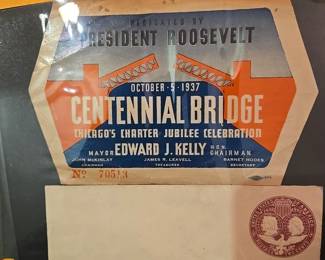 DEDICATED BY
PRESIDENT ROOSEVELT
OCTOBER·5·1937
CENTENNIAL BRIDGE
CHICAGO'S CHARTER JUBILEE CELEBRATION
MAYOR EDWARD J. KELLY HON. CHAIRMAN
JOHN McKINLAY JAMES R. LEAVELL BARNET HODES
CHAIRMAN TREASURER SECRETARY
No 70513